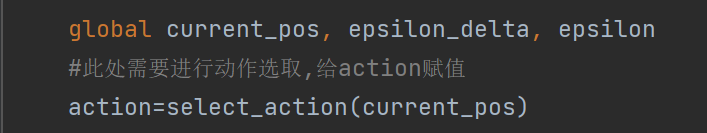 global current_pos, epsilon_delta, epsilon
#此处需要进行动作选取,给action赋值
action=select_action(current_pos)